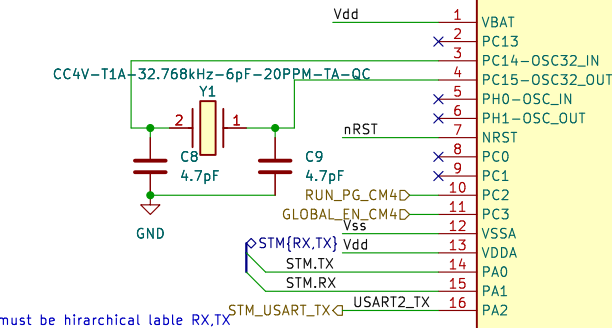 Vdd 1 VBAT
2 PC13
3 PC14-OSC32_IN
CC4V-T1A-32.768kHz-6pF-20PPM-TA-QC 4 PC15-OSC32_OUT
Y1 5 PH0-OSC_IN
2 1 6 PH1-OSC_OUT
nRST 7 NRST
C8 C9 8 PC0
4.7pF 4.7pF 9 PC1
RUN_PG_CM4 10 PC2
GLOBAL_EN_CM4 11 PC3
GND Vss 12 VSSA
STM{RX,TX} Vdd 13 VDDA
STM.TX 14 PA0
STM.RX 15 PA1
STM_USART_TX USART2_TX 16 PA2
must be hirarchical lable RX,TX